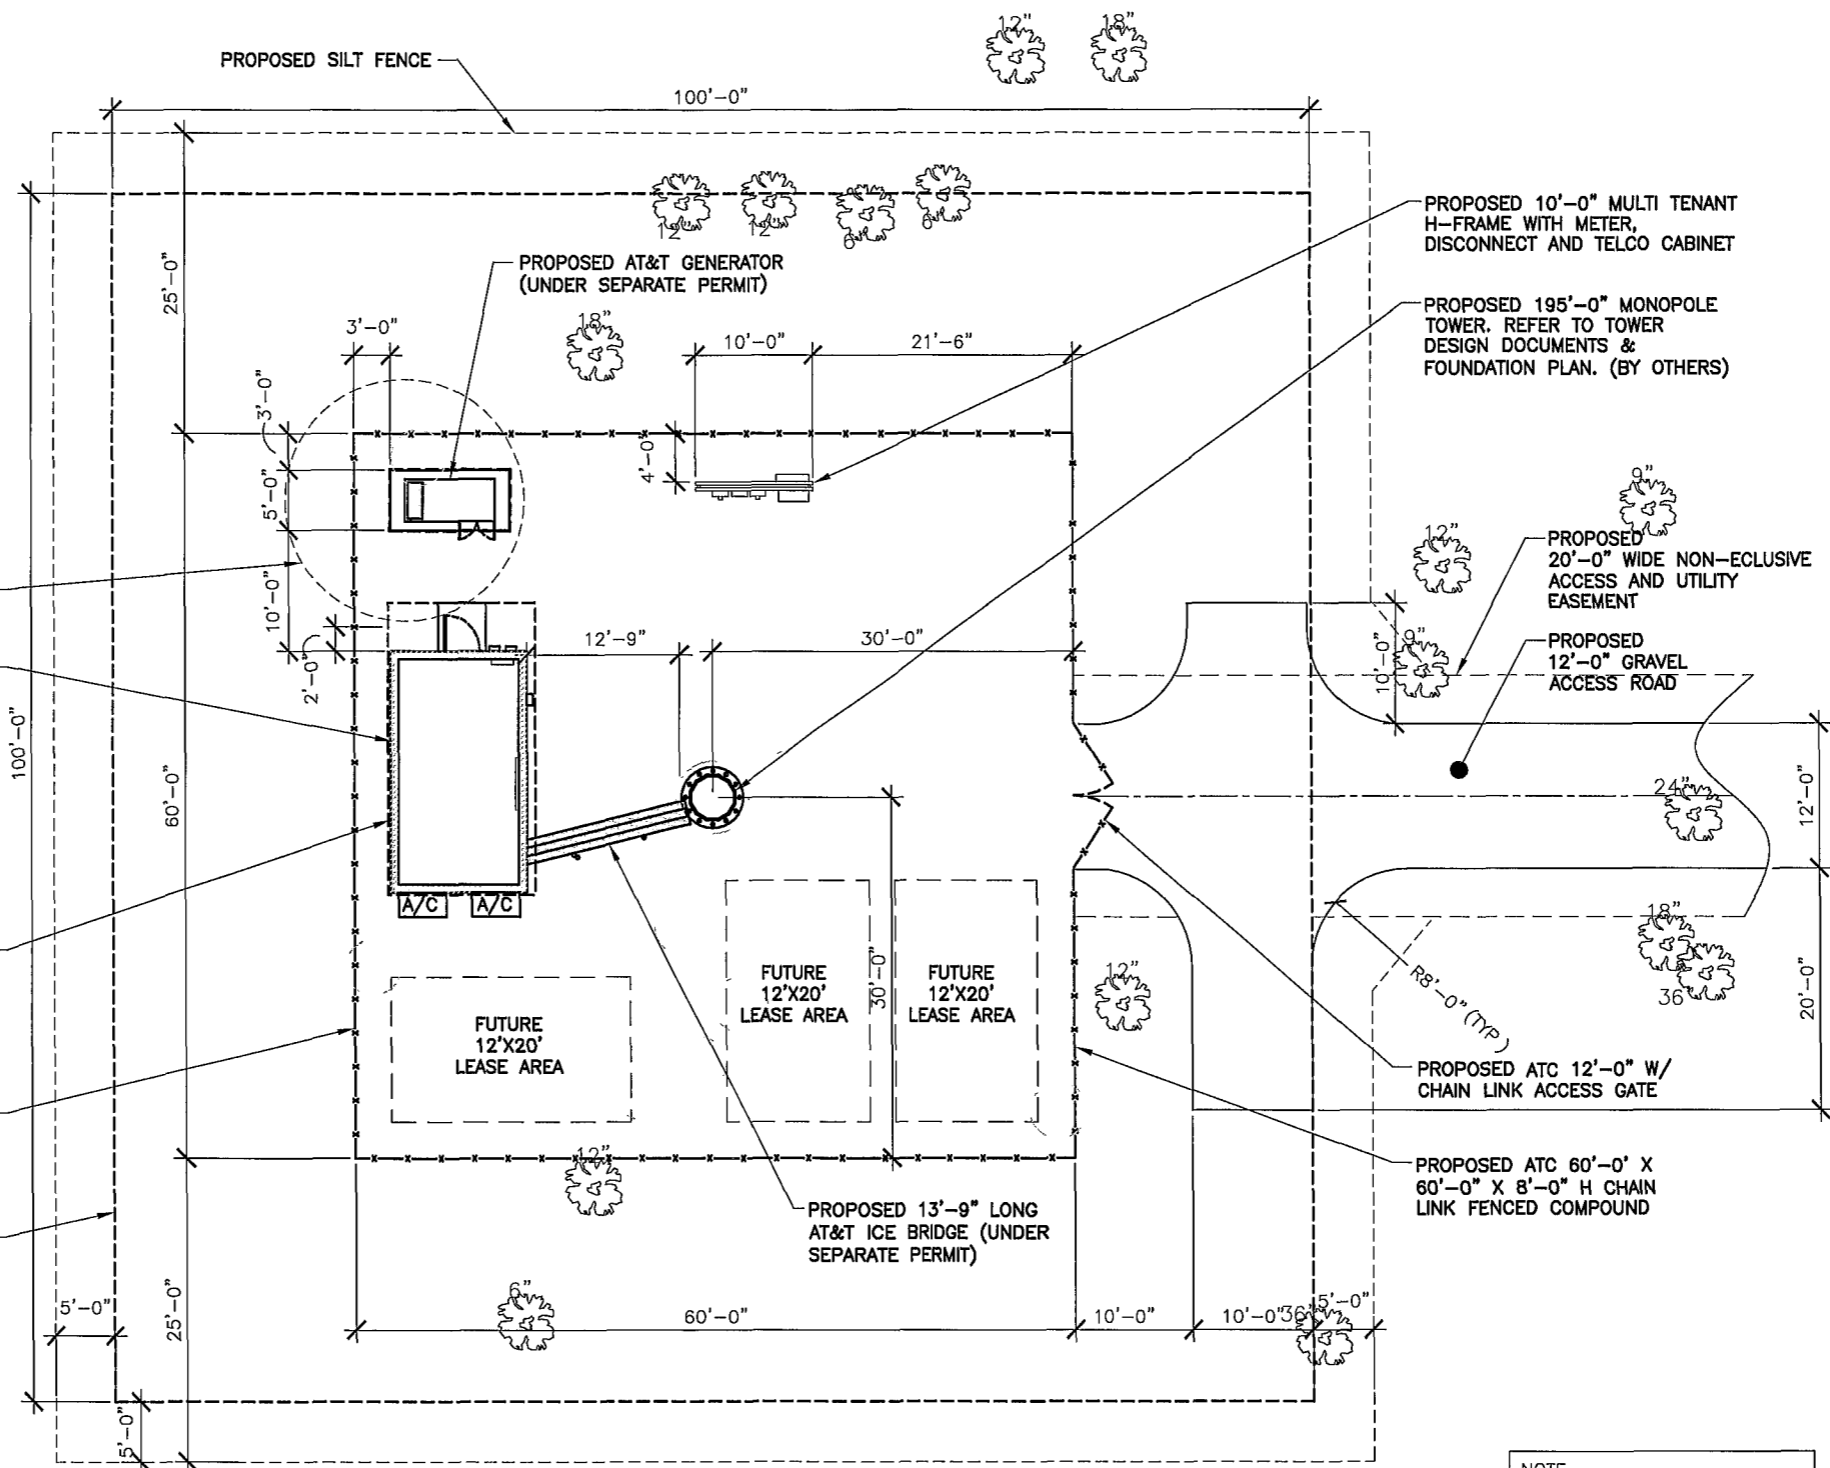 12"
18"
PROPOSED SILT FENCE
100'-0"
PROPOSED 10'-0" MULTI TENANT
H-FRAME WITH METER,
DISCONNECT AND TELCO CABINET
12"
12"
6"
6"
PROPOSED AT&T GENERATOR
(UNDER SEPARATE PERMIT)
25'-0"
PROPOSED 195'-0" MONOPOLE
TOWER. REFER TO TOWER
DESIGN DOCUMENTS &
FOUNDATION PLAN. (BY OTHERS)
3'-0"
18"
10'-0"
21'-6"
3'-0"
4'-0"
5'-0"
9"
12"
PROPOSED
20'-0" WIDE NON-ECLUSIVE
ACCESS AND UTILITY
EASEMENT
10'-0"
2'-0"
12'-9"
30'-0"
10'-0"
9"
PROPOSED
12'-0" GRAVEL
ACCESS ROAD
100'-0"
60'-0"
24"
12'-0"
A/C
A/C
FUTURE
12'X20'
LEASE AREA
30'-0"
FUTURE
12'X20'
LEASE AREA
12"
18"
36"
R8'-0" (TYP.)
20'-0"
FUTURE
12'X20'
LEASE AREA
PROPOSED ATC 12'-0" W/
CHAIN LINK ACCESS GATE
12"
PROPOSED ATC 60'-0' X
60'-0" X 8'-0" H CHAIN
LINK FENCED COMPOUND
PROPOSED 13'-9" LONG
AT&T ICE BRIDGE (UNDER
SEPARATE PERMIT)
5'-0"
25'-0"
6"
60'-0"
10'-0"
10'-0"
36"
5'-0"
5'-0"
NOTE